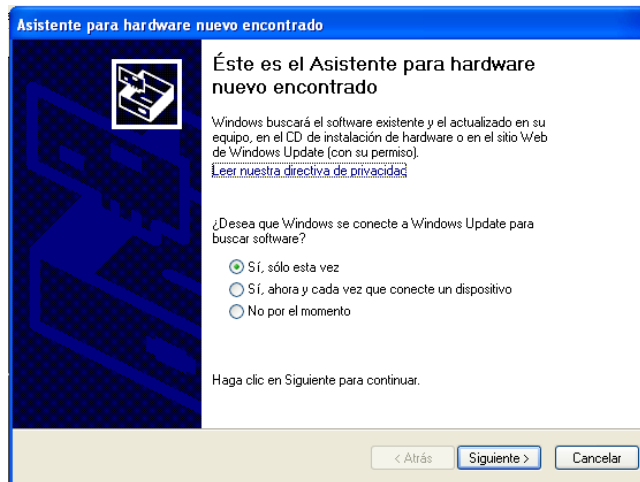 Asistente para hardware nuevo encontrado
Éste es el Asistente para hardware
nuevo encontrado
Windows buscará el software existente y el actualizado en su
equipo, en el CD de instalación de hardware o en el sitio Web
de Windows Update (con su permiso).
Leer nuestra directiva de privacidad
¿Desea que Windows se conecte a Windows Update para
buscar software?
Sí, sólo esta vez
Sí, ahora y cada vez que conecte un dispositivo
No por el momento
Haga clic en Siguiente para continuar.
< Atrás
Siguiente >
Cancelar